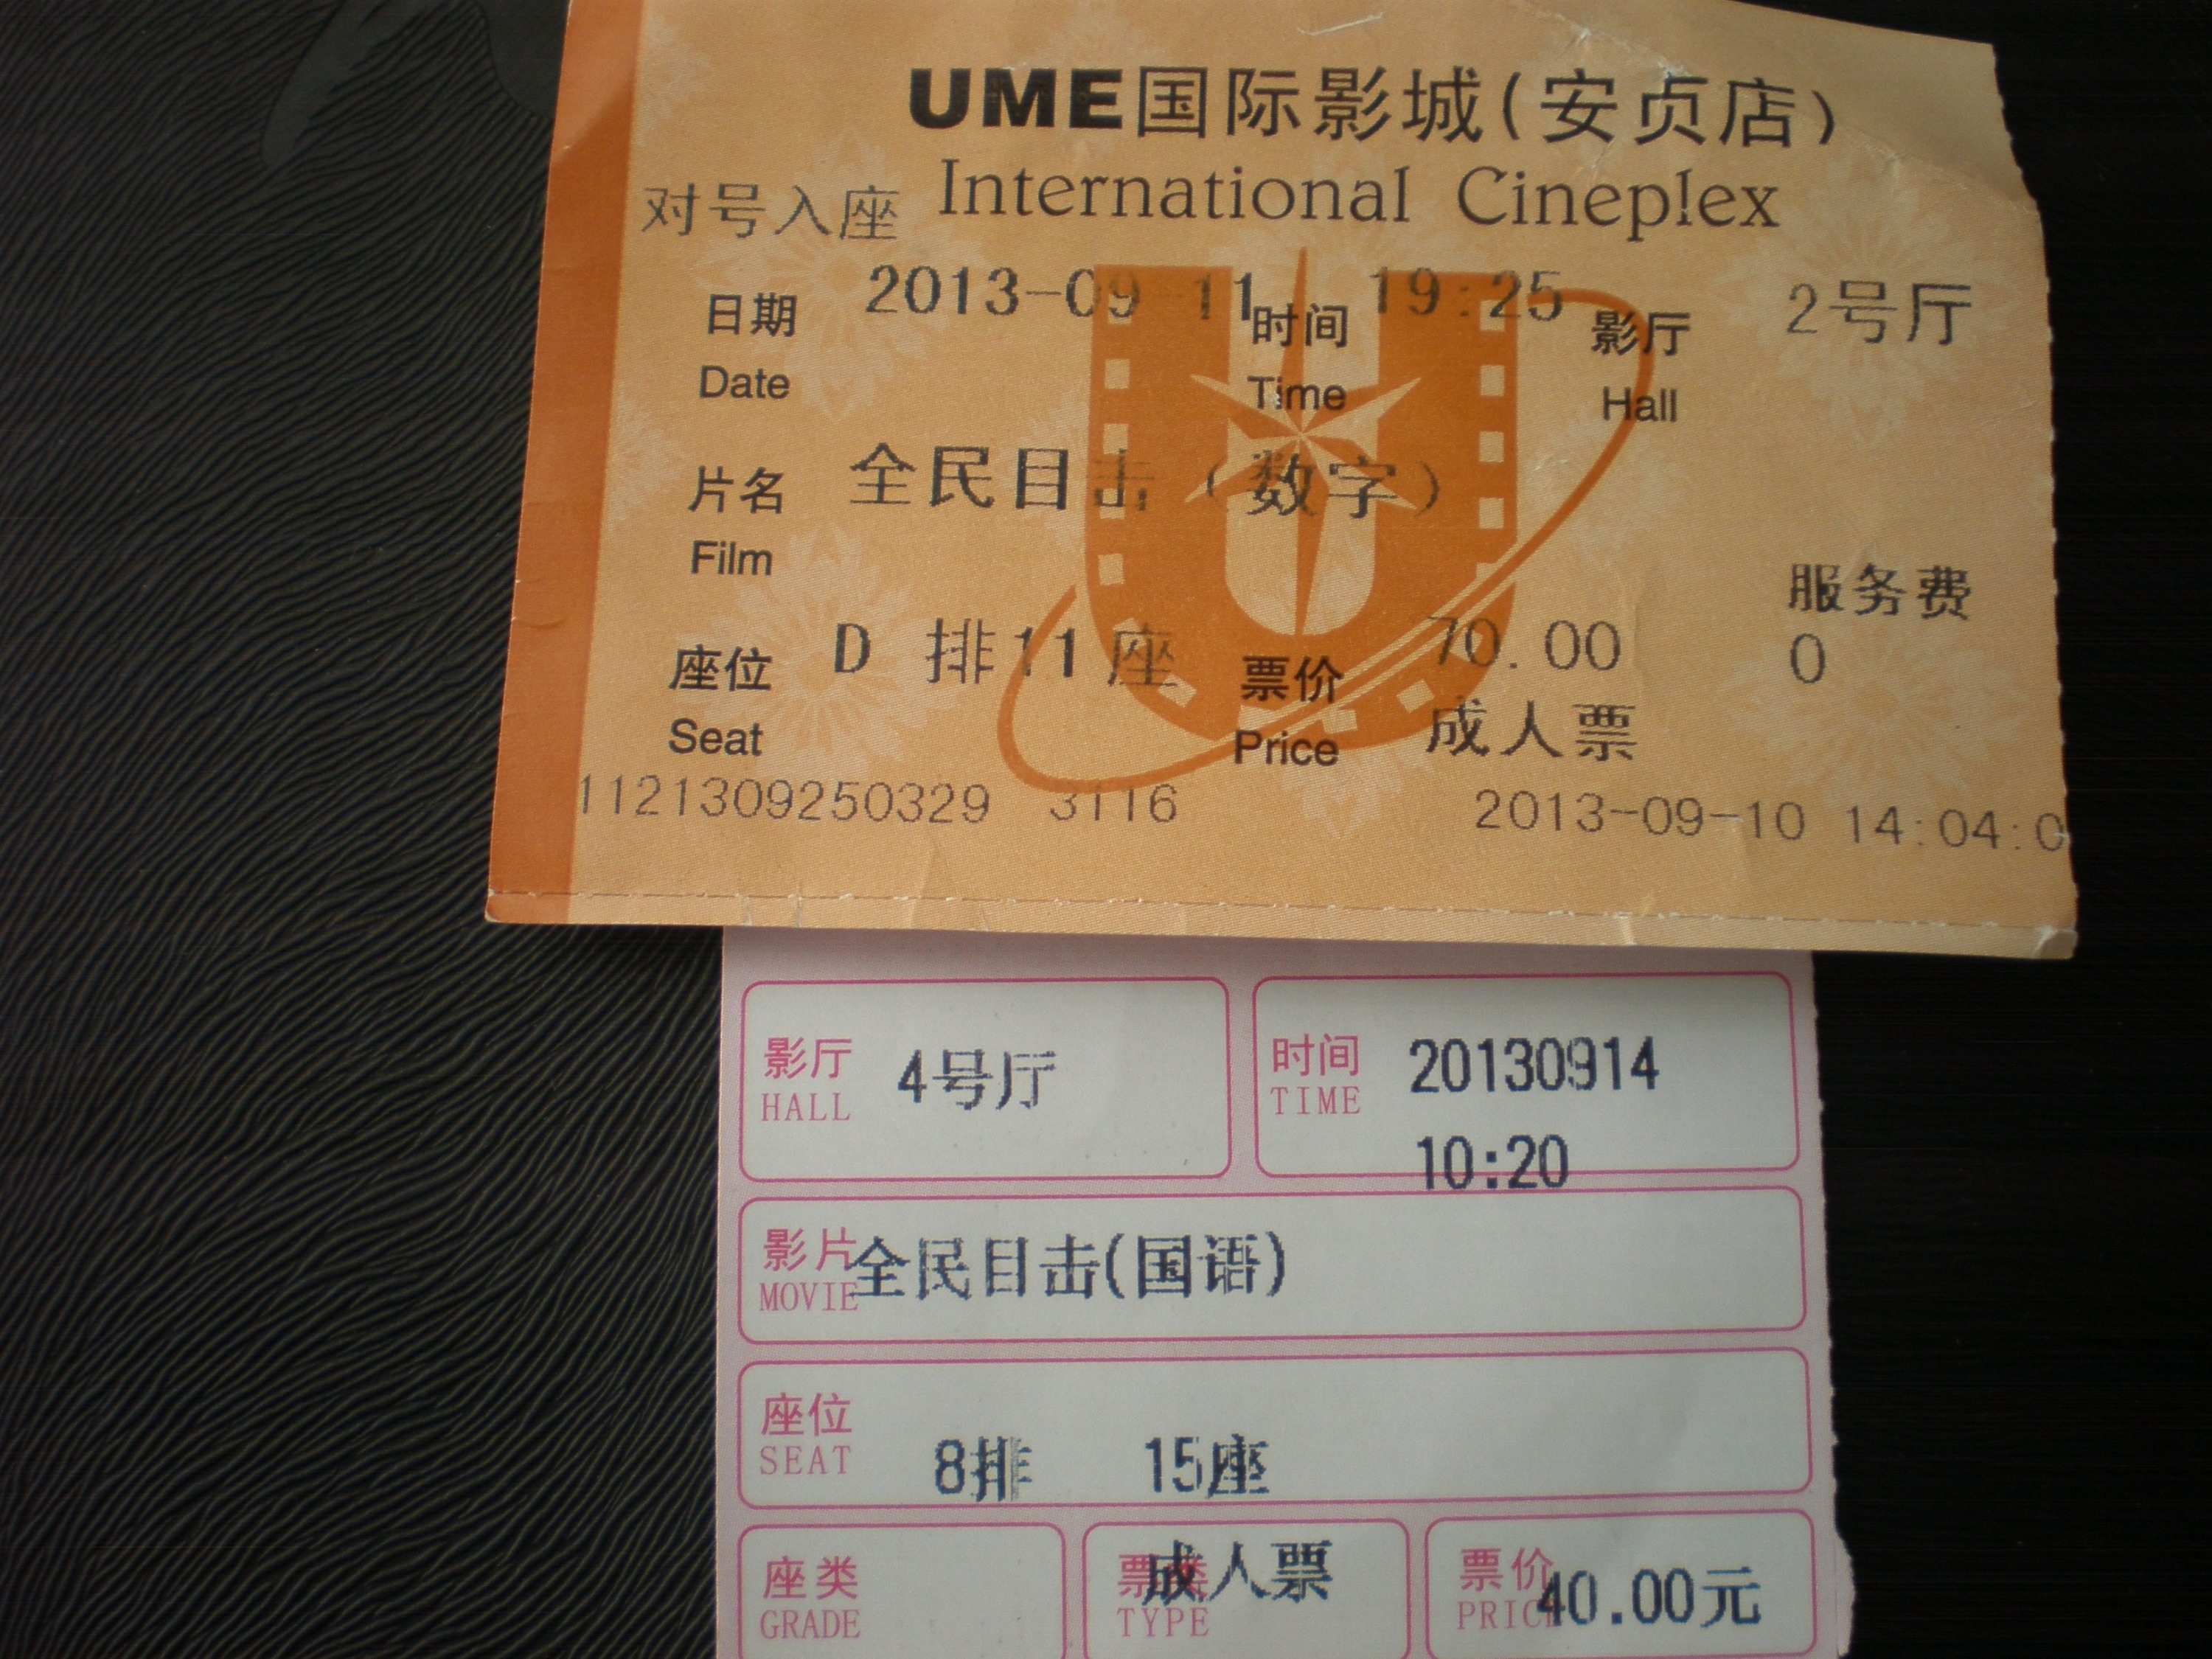 UME国际影城(安贞店)
International Cineplex
对号入座
日期 2013-09-11 时间 19:25 影厅 2号厅
Date Time Hall
片名 全民目击（数字）
Film
服务费
座位 D 排11座 票价 70.00 0
Seat Price 成人票
1121309250329 3116 2013-09-10 14:04:0
影厅 4号厅 时间 20130914
HALL TIME
10:20
影片 全民目击(国语)
MOVIE
座位
SEAT 8排 15座
座类 票类 成人票 票价 40.00元
GRADE TYPE PRICE